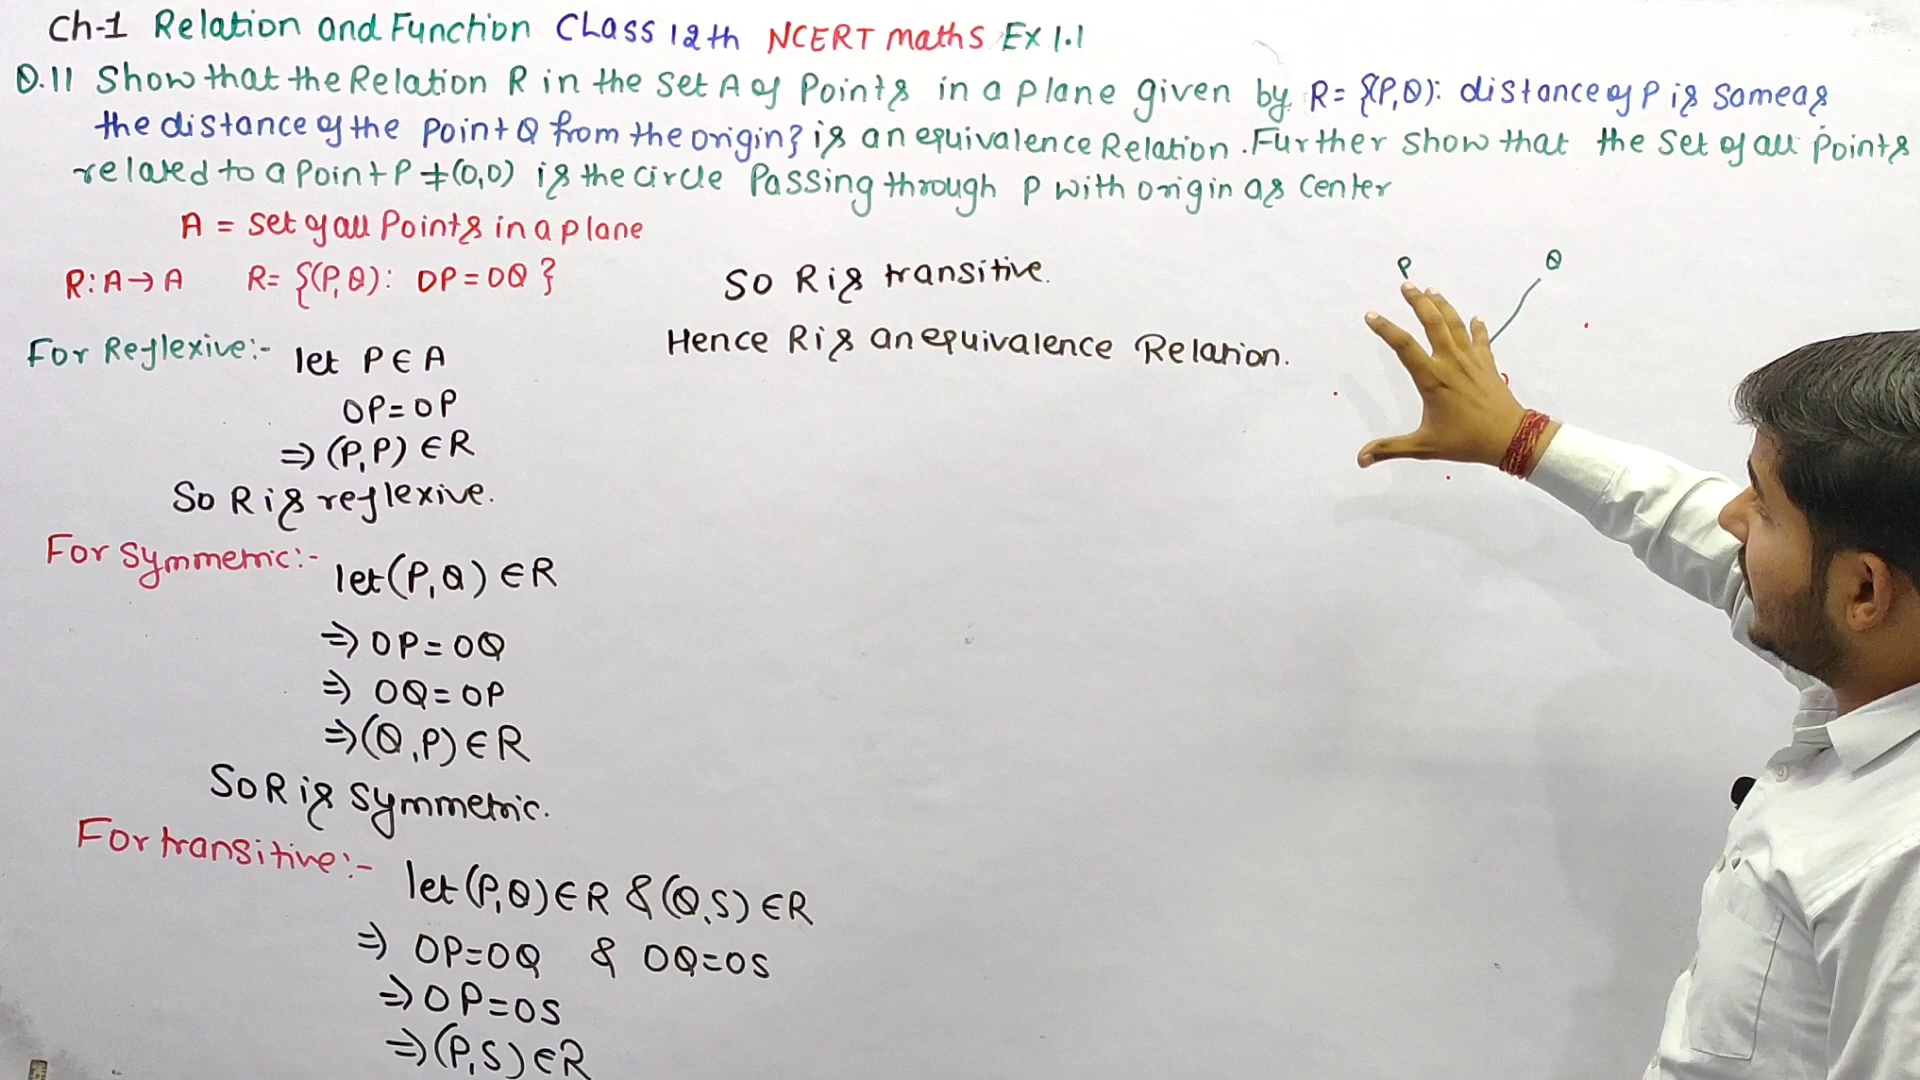 Ch-1 Relation and Function Class 12th NCERT maths Ex 1.1
Q.11 Show that the Relation R in the set A of Points in a plane given by R= {(P,Q): distance of P is same as
the distance of the point Q from the origin} is an equivalence Relation. Further show that the set of all Points
related to a point P ≠ (0,0) is the circle Passing through P with origin as center
A = set of all Points in a plane
R: A→A R= {(P,Q): OP=OQ}
For Reflexive:- let P∈A
OP=OP
⇒(P,P)∈R
So R is reflexive.
For Symmetric:- let (P,Q)∈R
⇒OP=OQ
⇒ OQ=OP
⇒(Q,P)∈R
So R is symmetric.
For transitive:- let (P,Q)∈R & (Q,S)∈R
⇒ OP=OQ & OQ=OS
⇒OP=OS
⇒(P,S)∈R
So R is transitive.
Hence R is an equivalence Relation.
P Q